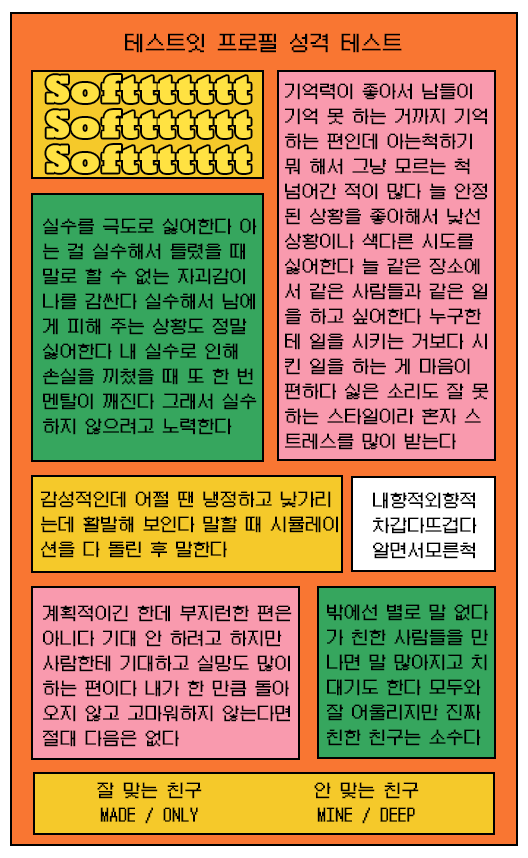 테스트잇 프로필 성격 테스트
Softttttttt
Softttttttt
Softttttttt
실수를 극도로 싫어한다 아
는 걸 실수해서 틀렸을 때
말로 할 수 없는 자괴감이
나를 감싼다 실수해서 남에
게 피해 주는 상황도 정말
싫어한다 내 실수로 인해
손실을 끼쳤을 때 또 한 번
멘탈이 깨진다 그래서 실수
하지 않으려고 노력한다
기억력이 좋아서 남들이
기억 못 하는 거까지 기억
하는 편인데 아는척하기
뭐 해서 그냥 모르는 척
넘어간 적이 많다 늘 안정
된 상황을 좋아해서 낯선
상황이나 색다른 시도를
싫어한다 늘 같은 장소에
서 같은 사람들과 같은 일
을 하고 싶어한다 누구한
테 일을 시키는 거보다 시
킨 일을 하는 게 마음이
편하다 싫은 소리도 잘 못
하는 스타일이라 혼자 스
트레스를 많이 받는다
감성적인데 어쩔 땐 냉정하고 낯가리
는데 활발해 보인다 말할 때 시뮬레이
션을 다 돌린 후 말한다
내향적외향적
차갑다뜨겁다
알면서모른척
계획적이긴 한데 부지런한 편은
아니다 기대 안 하려고 하지만
사람한테 기대하고 실망도 많이
하는 편이다 내가 한 만큼 돌아
오지 않고 고마워하지 않는다면
절대 다음은 없다
밖에선 별로 말 없다
가 친한 사람들을 만
나면 말 많아지고 치
대기도 한다 모두와
잘 어울리지만 진짜
친한 친구는 소수다
잘 맞는 친구
MADE / ONLY
안 맞는 친구
MINE / DEEP